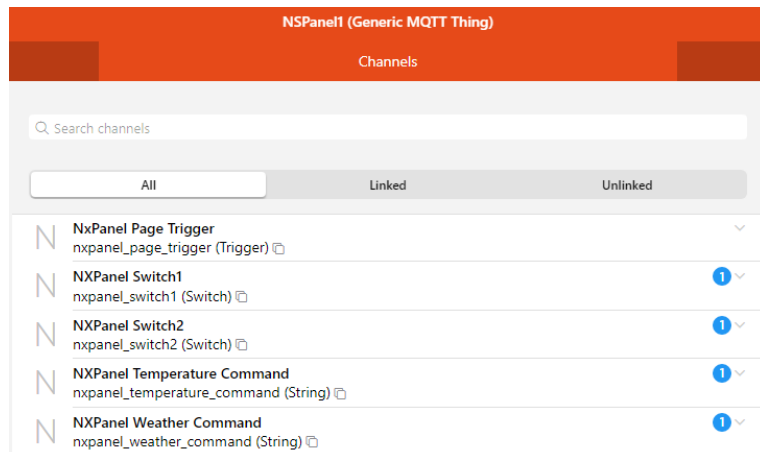 NSPanel1 (Generic MQTT Thing)
Channels
Search channels
All Linked Unlinked
N NxPanel Page Trigger
nxpanel_page_trigger (Trigger)
N NXPanel Switch1 1
nxpanel_switch1 (Switch)
N NXPanel Switch2 1
nxpanel_switch2 (Switch)
N NXPanel Temperature Command 1
nxpanel_temperature_command (String)
N NXPanel Weather Command 1
nxpanel_weather_command (String)